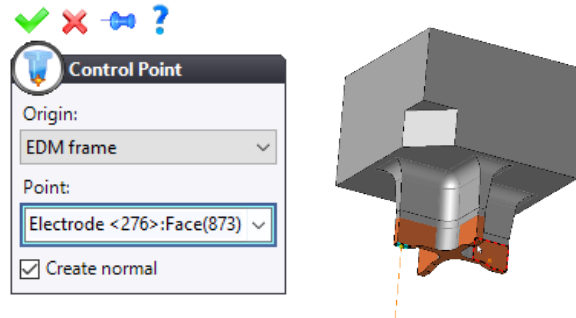 Control Point
Origin:
EDM frame
Point:
Electrode <276>:Face(873)
Create normal